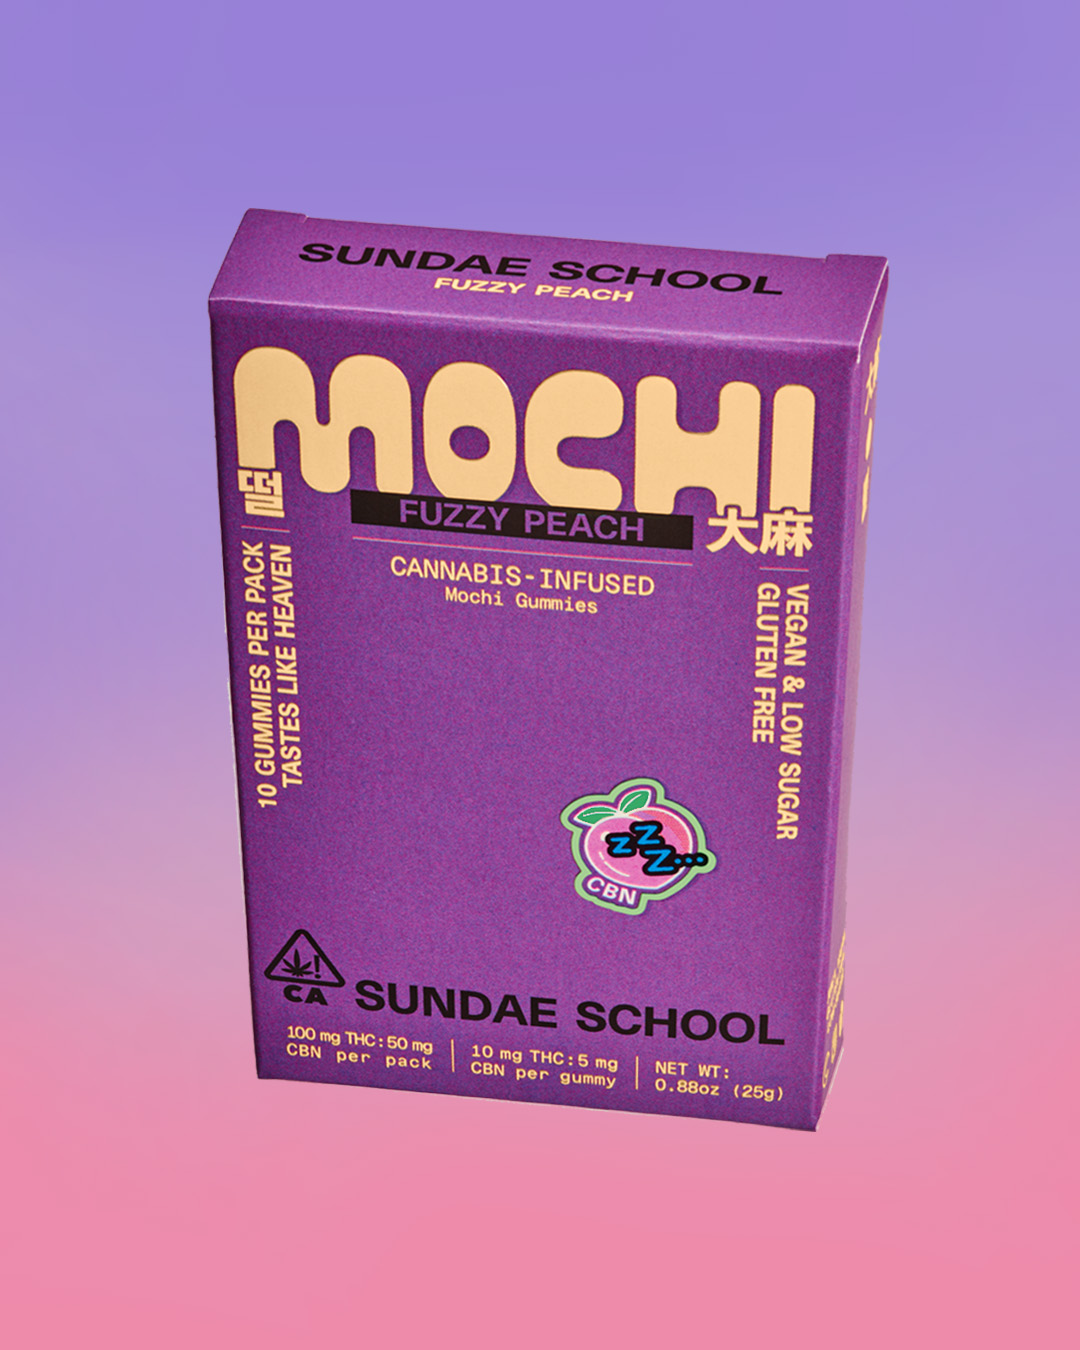 SUNDAE SCHOOL
FUZZY PEACH
MOCHI
떨
大麻
FUZZY PEACH
CANNABIS-INFUSED
Mochi Gummies
10 GUMMIES PER PACK
TASTES LIKE HEAVEN
VEGAN & LOW SUGAR
GLUTEN FREE
zzz...
CBN
CA
SUNDAE SCHOOL
100 mg THC:50 mg
CBN per pack
10 mg THC:5 mg
CBN per gummy
NET WT:
0.88oz (25g)